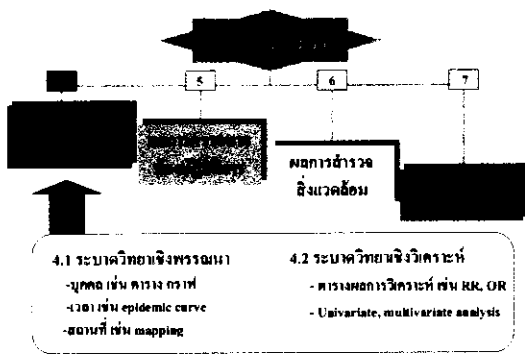 5
6
7
ผลการสำรวจ
สิ่งแวดล้อม
4.1 ระบาดวิทยาเชิงพรรณนา
-บุคคล เช่น ตาราง กราฟ
-เวลา เช่น epidemic curve
-สถานที่ เช่น mapping
4.2 ระบาดวิทยาเชิงวิเคราะห์
- ตารางผลการวิเคราะห์ เช่น RR, OR
- Univariate, multivariate analysis